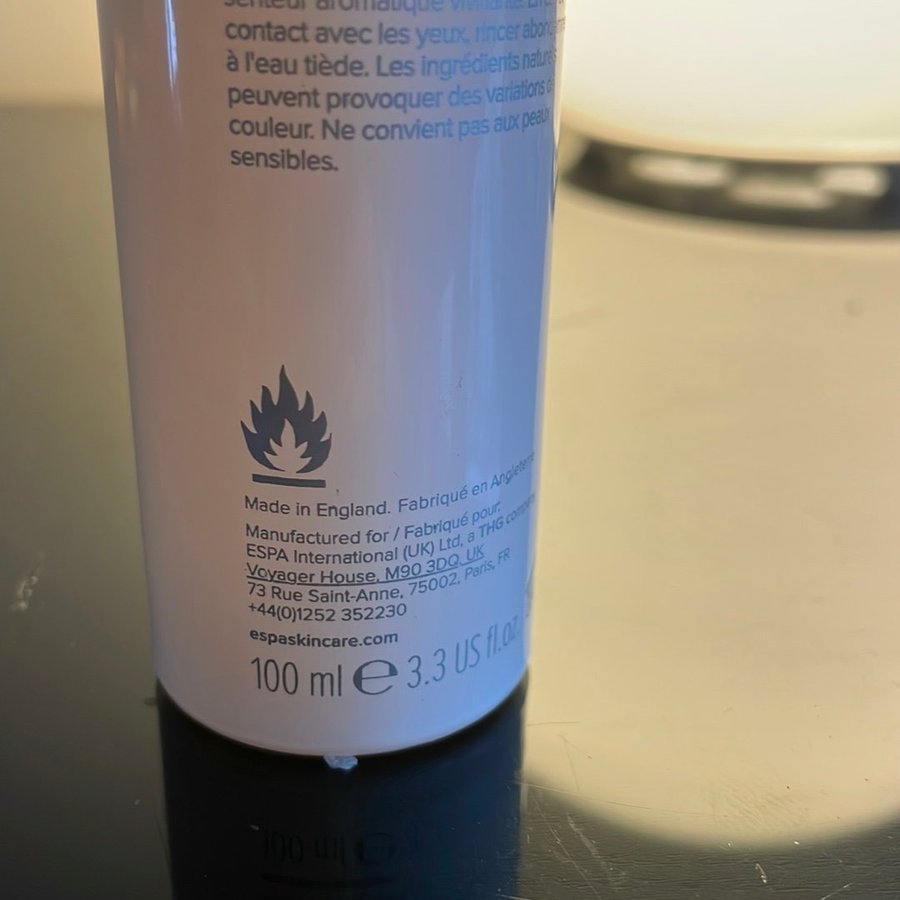 senteur aromatique vivifiante.
contact avec les yeux, rincer
à l'eau tiède. Les ingrédients
peuvent provoquer des variations
couleur. Ne convient pas aux peaux
sensibles.
Made in England. Fabriqué en Angleterre
Manufactured for / Fabriqué pour:
ESPA International (UK) Ltd, a THG company
Voyager House, M90 3DQ, UK
73 Rue Saint-Anne, 75002, Paris, FR
+44(0)1252 352230
espaskincare.com
100 ml e 3.3 US fl.oz.